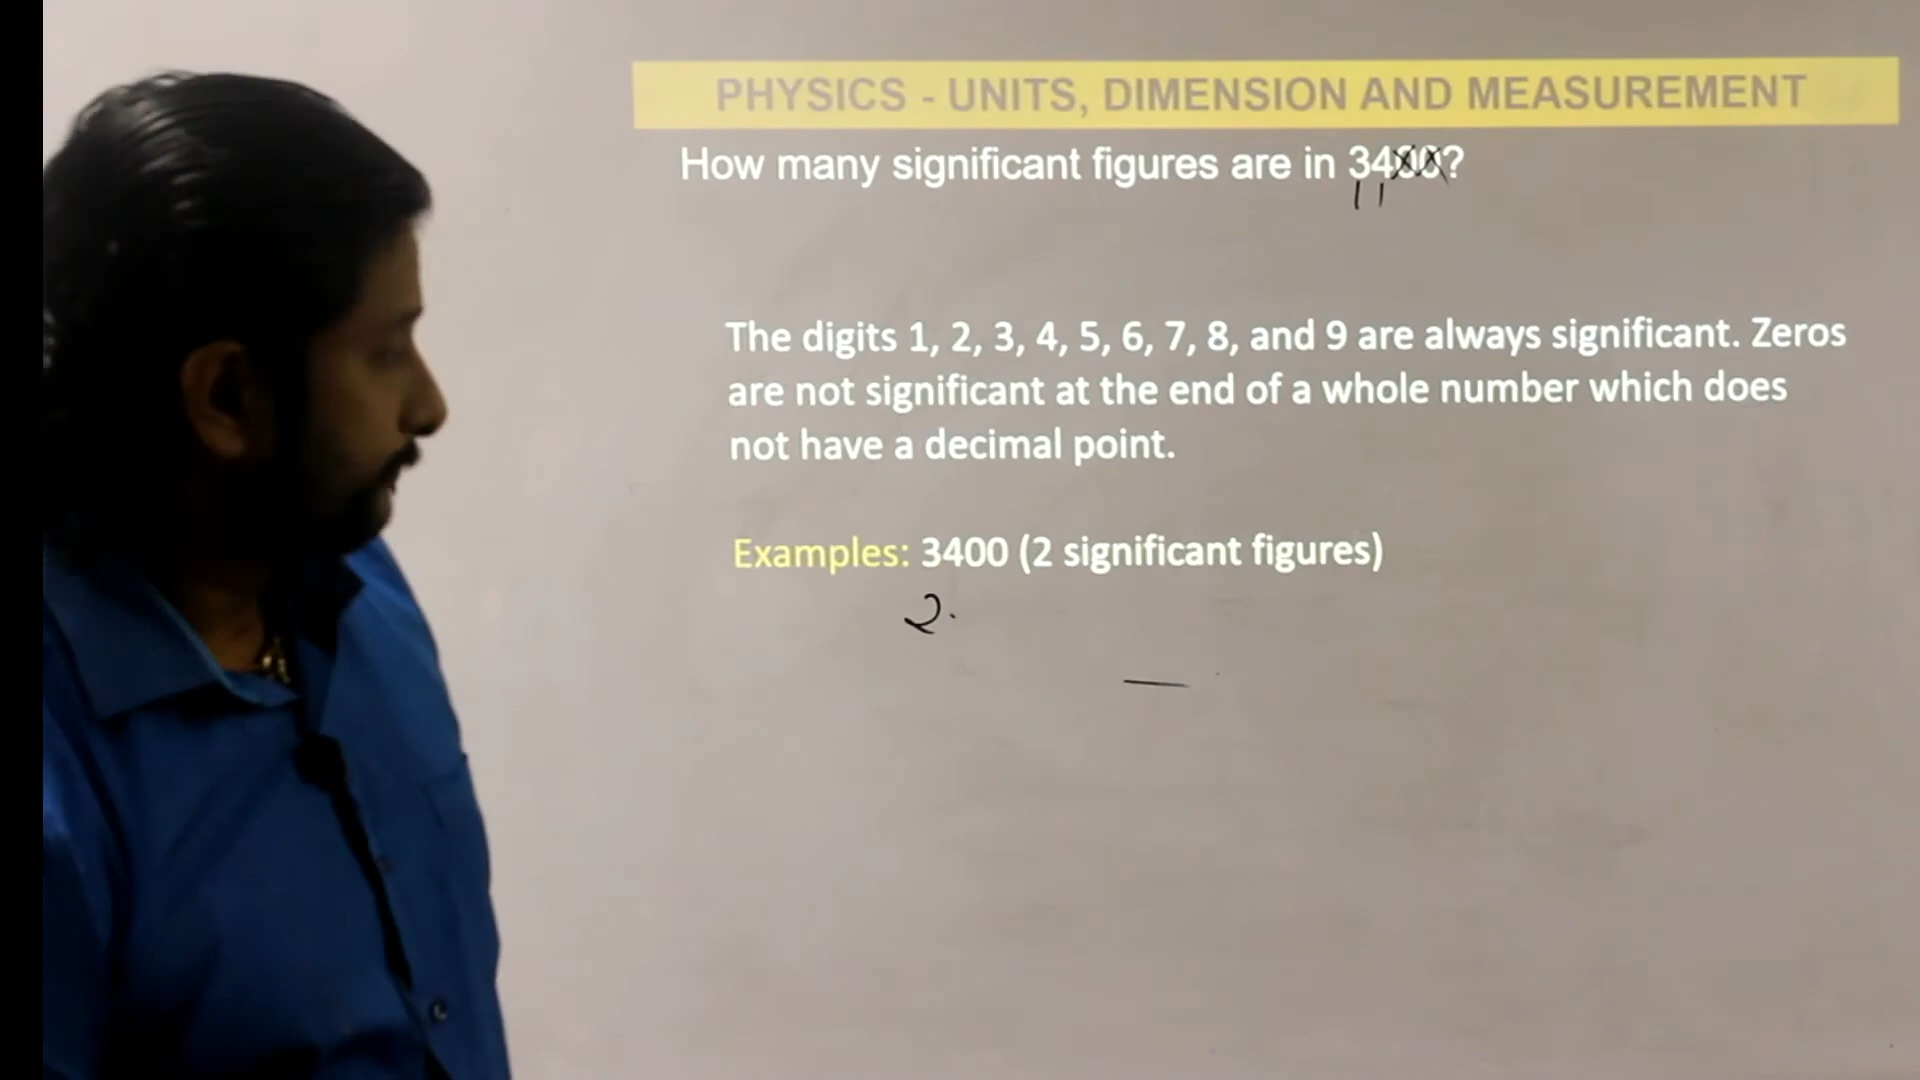 PHYSICS - UNITS, DIMENSION AND MEASUREMENT
How many significant figures are in 3400?
The digits 1, 2, 3, 4, 5, 6, 7, 8, and 9 are always significant. Zeros
are not significant at the end of a whole number which does
not have a decimal point.
Examples: 3400 (2 significant figures)
2.